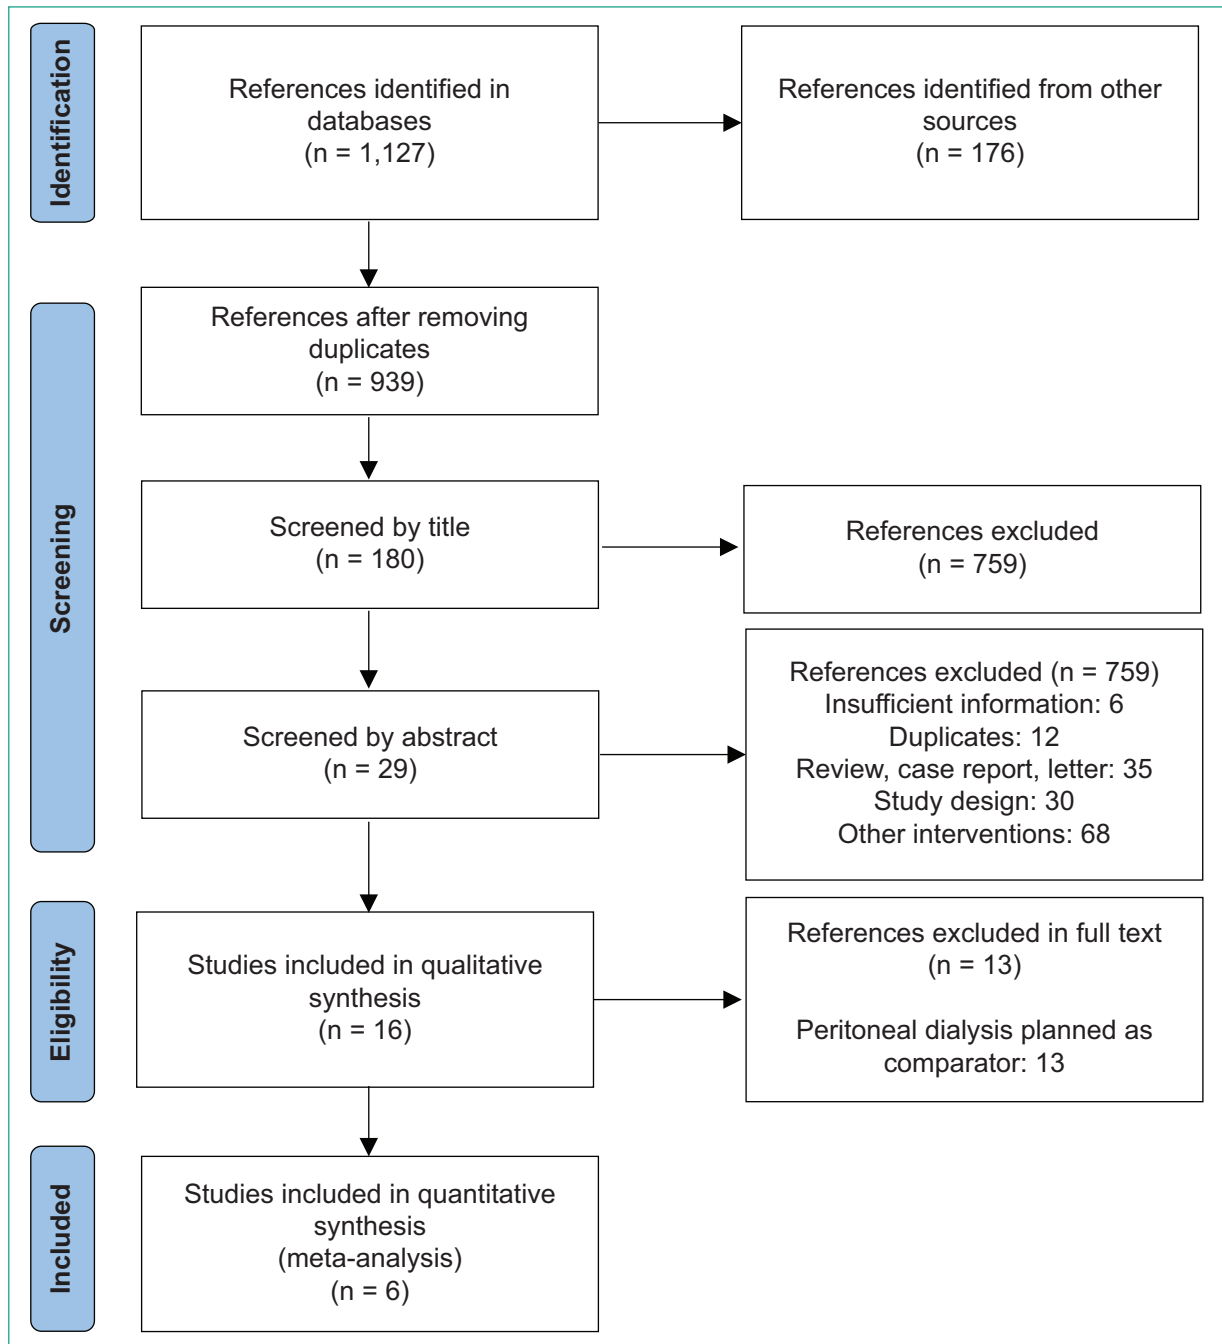 Identification
References identified in
databases
(n = 1,127)
References identified from other
sources
(n = 176)
Screening
References after removing
duplicates
(n = 939)
Screened by title
(n = 180)
References excluded
(n = 759)
Screened by abstract
(n = 29)
References excluded (n = 759)
Insufficient information: 6
Duplicates: 12
Review, case report, letter: 35
Study design: 30
Other interventions: 68
Eligibility
Studies included in qualitative
synthesis
(n = 16)
References excluded in full text
(n = 13)
Peritoneal dialysis planned as
comparator: 13
Included
Studies included in quantitative
synthesis
(meta-analysis)
(n = 6)